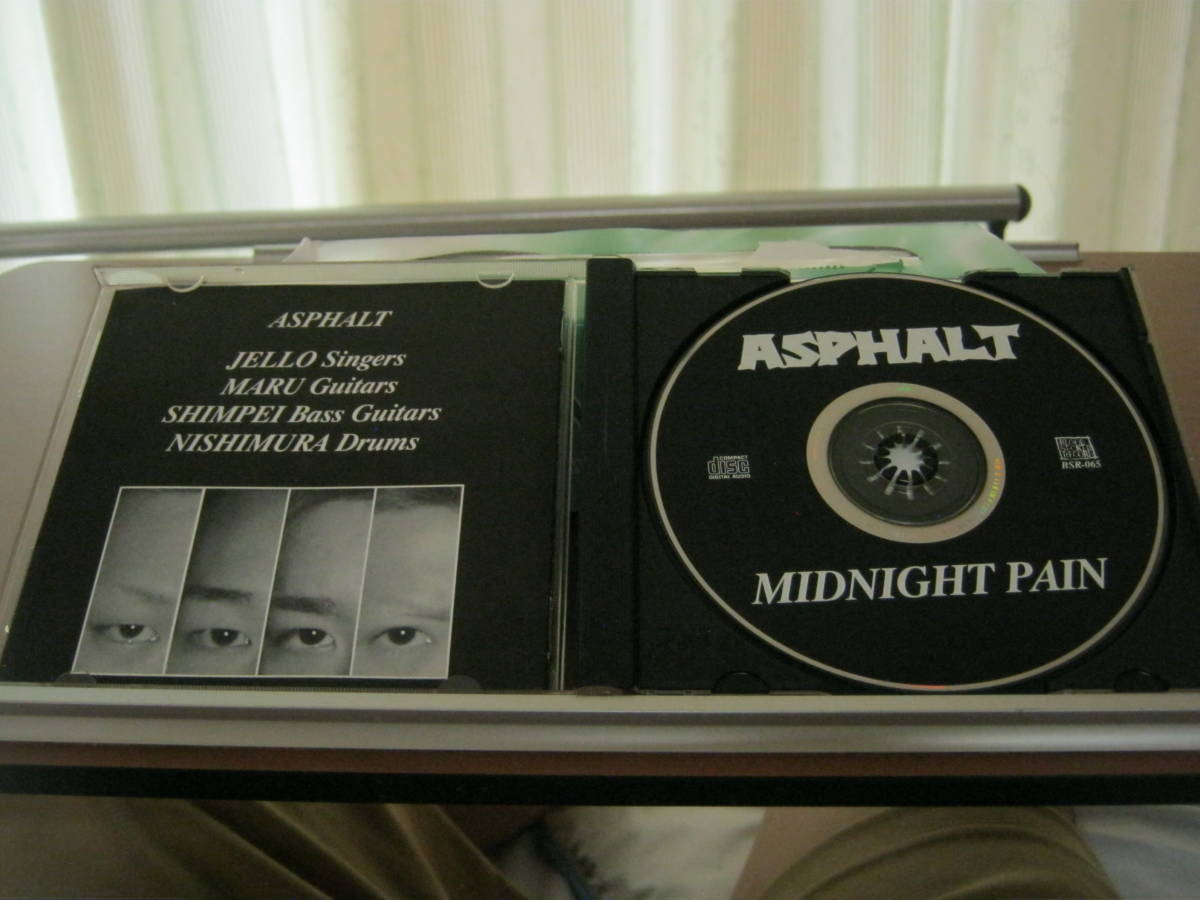 ASPHALT
JELLO Singers
MARU Guitars
SHIMPEI Bass Guitars
NISHIMURA Drums
ASPHALT
COMPACT
disc
DIGITAL AUDIO
BSR-065
MIDNIGHT PAIN